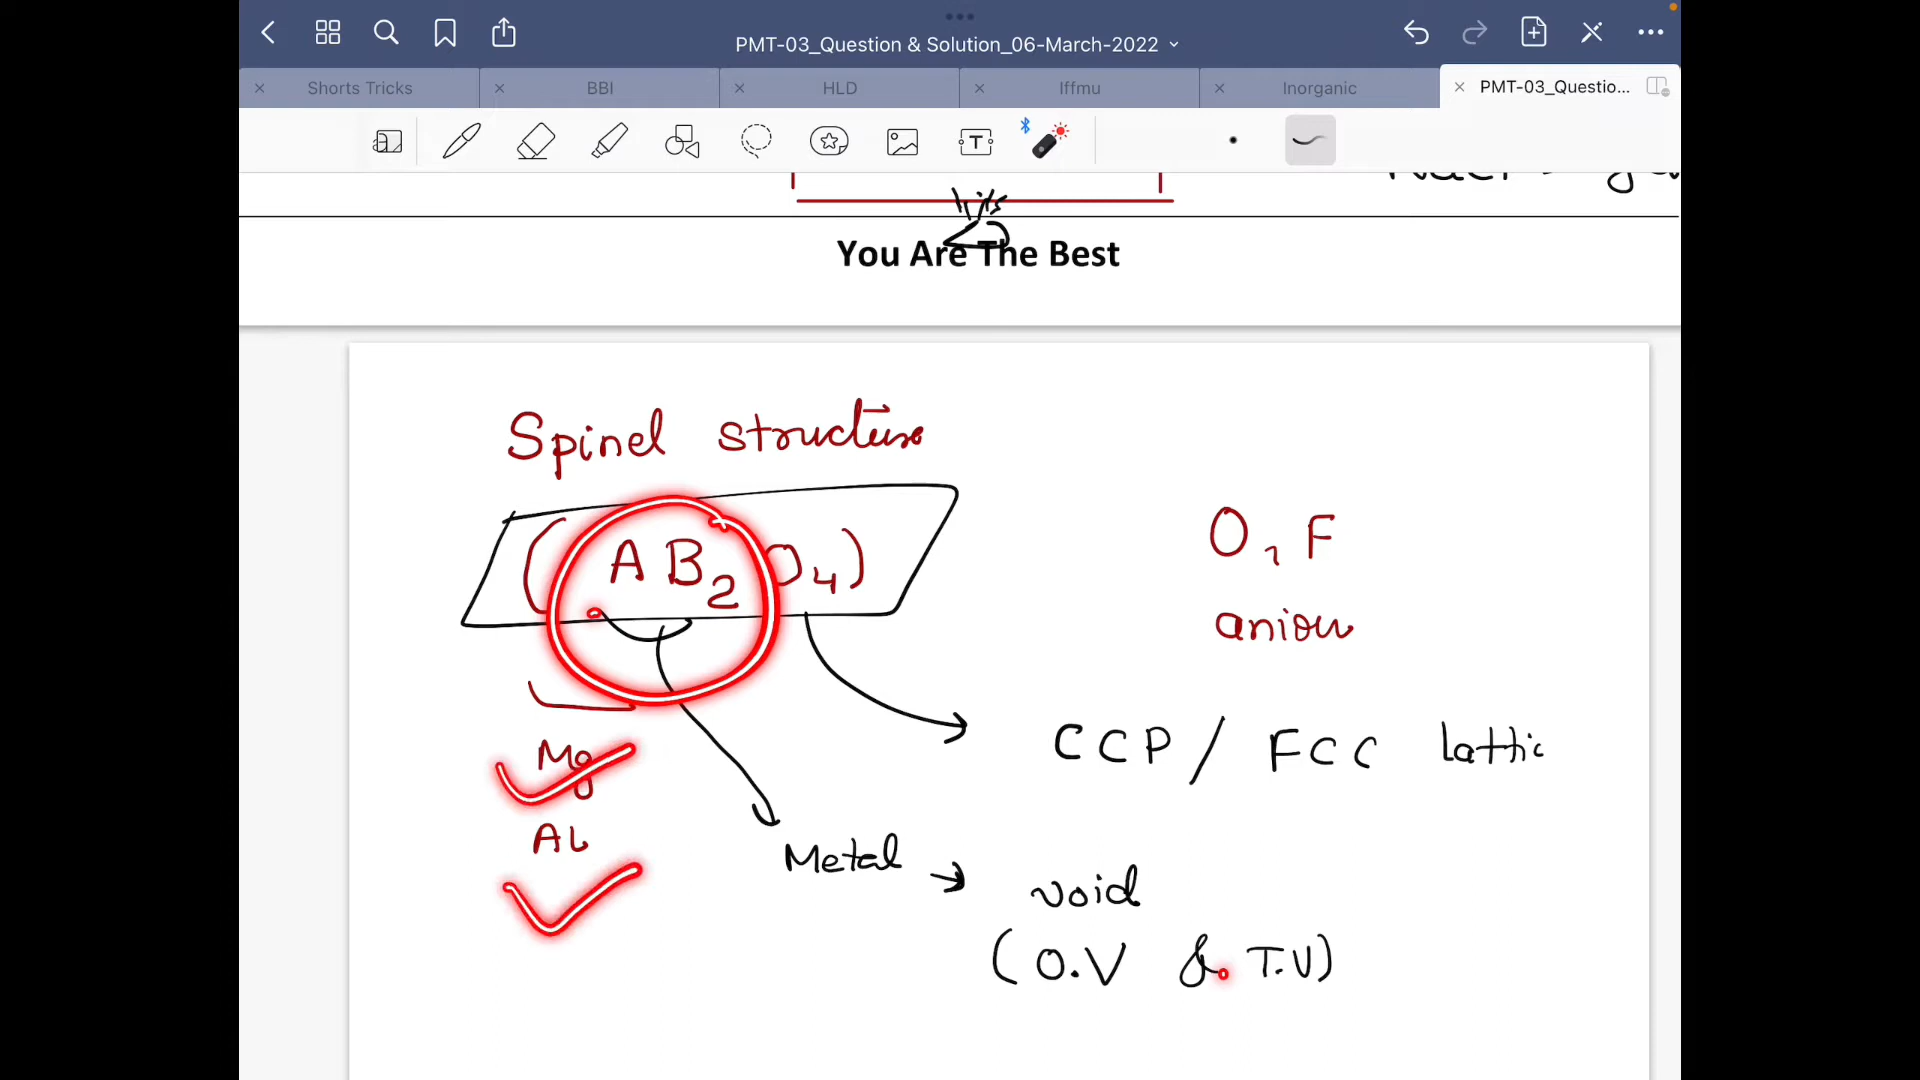 PMT-03_Question & Solution_06-March-2022
Shorts Tricks
BBI
HLD
Iffmu
Inorganic
PMT-03_Questio...
You Are The Best
Spinel structure
(AB2O4)
O, F
anion
Mg
CCP / FCC lattic
Al
Metal → void
(O.V & T.V)